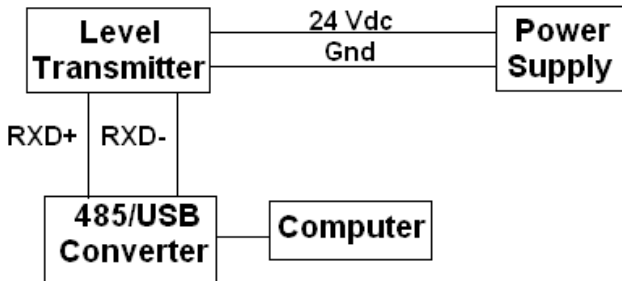 Level
Transmitter
24 Vdc
Gnd
Power
Supply
RXD+
RXD-
485/USB
Converter
Computer